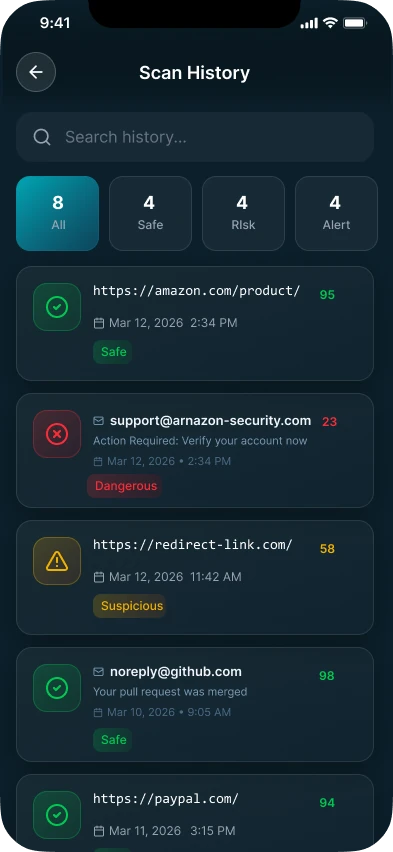 9:41
Scan History
Search history...
8
All
4
Safe
4
RIsk
4
Alert
https://amazon.com/product/ 95
Mar 12, 2026 2:34 PM
Safe
support@arnazon-security.com 23
Action Required: Verify your account now
Mar 12, 2026 • 2:34 PM
Dangerous
https://redirect-link.com/ 58
Mar 12, 2026 11:42 AM
Suspicious
noreply@github.com 98
Your pull request was merged
Mar 10, 2026 • 9:05 AM
Safe
https://paypal.com/ 94
Mar 11, 2026 3:15 PM